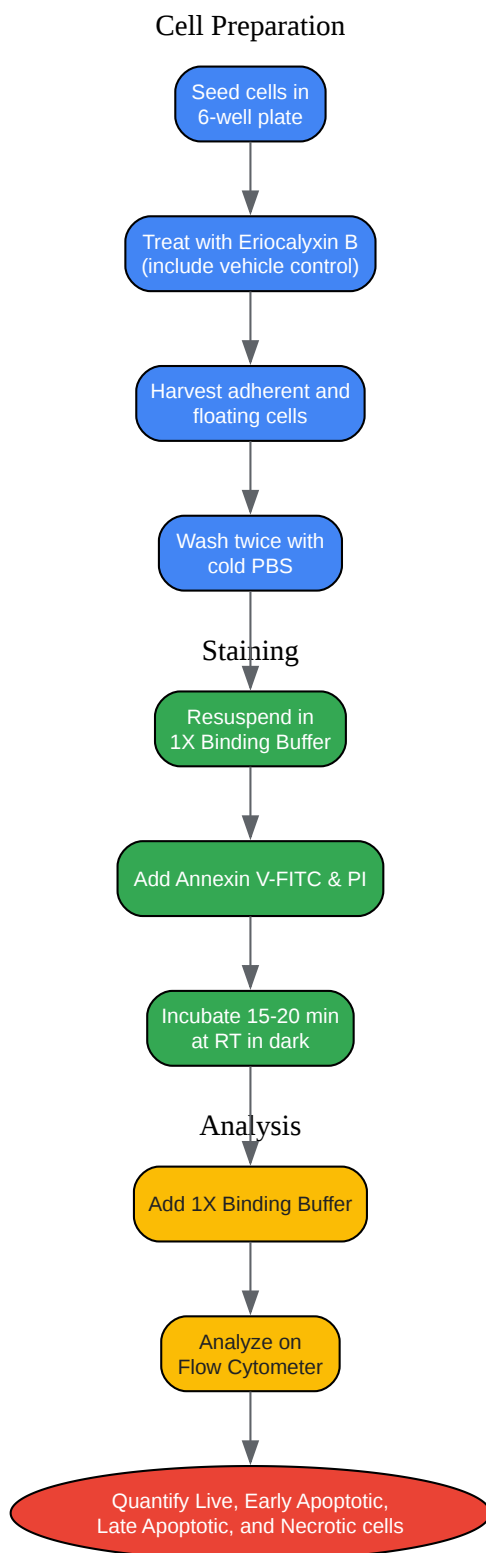 Cell Preparation
Seed cells in
6-well plate
Treat with Eriocalyxin B
(include vehicle control)
Harvest adherent and
floating cells
Wash twice with
cold PBS
Staining
Resuspend in
1X Binding Buffer
Add Annexin V-FITC & PI
Incubate 15-20 min
at RT in dark
Analysis
Add 1X Binding Buffer
Analyze on
Flow Cytometer
Quantify Live, Early Apoptotic,
Late Apoptotic, and Necrotic cells